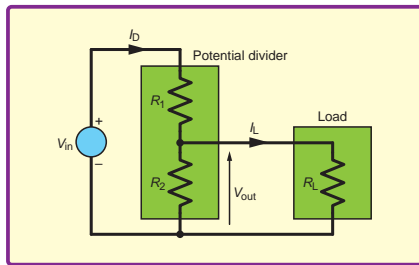 I_D
Potential divider
R_1
I_L
Load
+
V_in
–
R_2
V_out
R_L